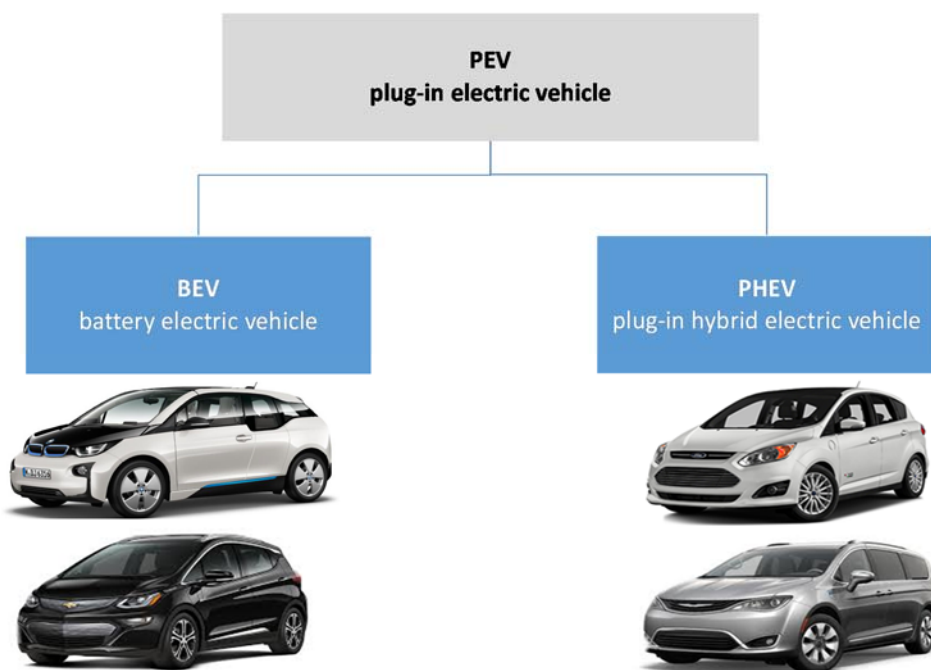 PEV
plug-in electric vehicle
BEV
battery electric vehicle
PHEV
plug-in hybrid electric vehicle